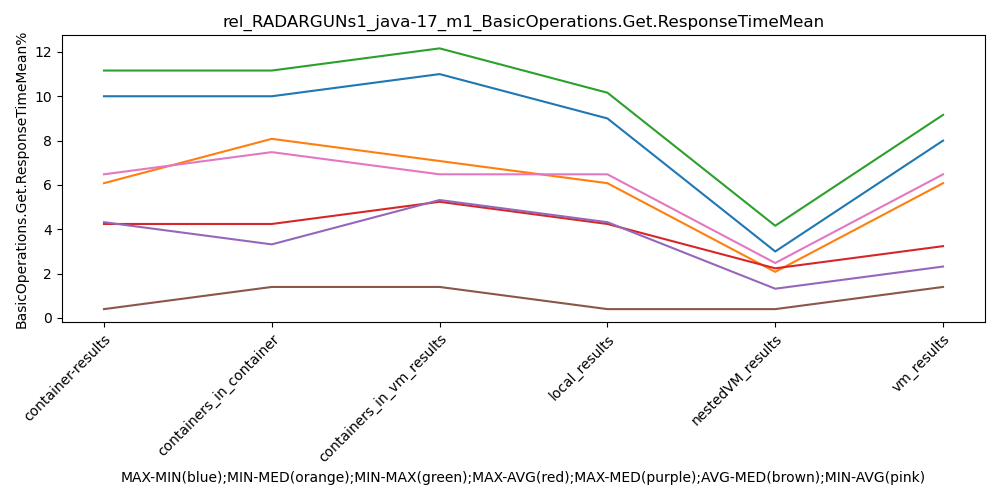 rel_RADARGUNs1_java-17_m1_BasicOperations.Get.ResponseTimeMean
BasicOperations.Get.ResponseTimeMean%
12
10
8
6
4
2
0
container-results
containers_in_container
containers_in_vm_results
local_results
nestedVM_results
vm_results
MAX-MIN(blue);MIN-MED(orange);MIN-MAX(green);MAX-AVG(red);MAX-MED(purple);AVG-MED(brown);MIN-AVG(pink)